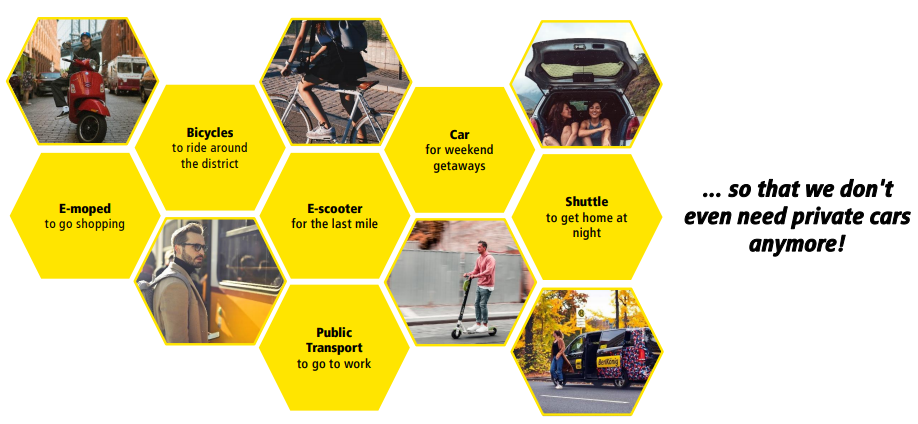 Bicycles
to ride around
the district
Car
for weekend
getaways
E-moped
to go shopping
E-scooter
for the last mile
Shuttle
to get home at
night
... so that we don't
even need private cars
anymore!
Public
Transport
to go to work
BerlKönig